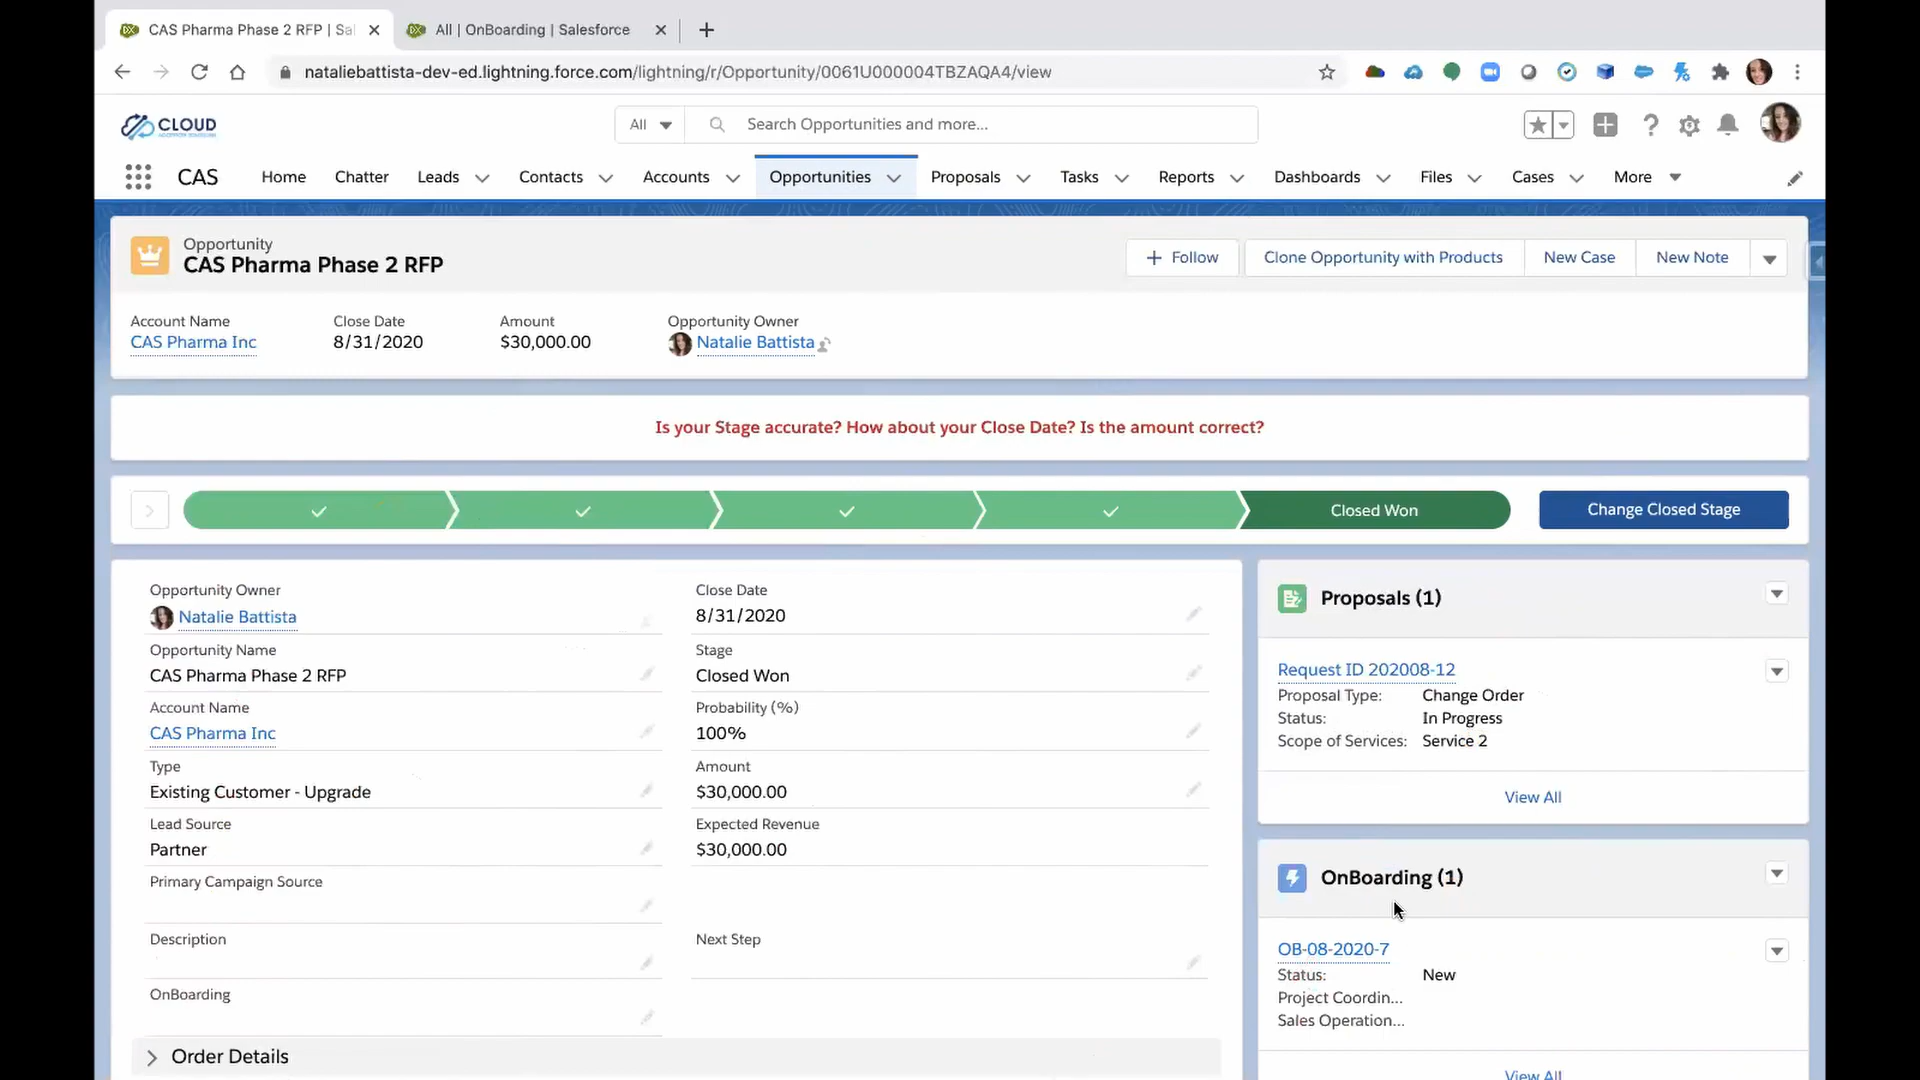 CAS Pharma Phase 2 RFP | Sa
All | OnBoarding | Salesforce
nataliebattista-dev-ed.lightning.force.com/lightning/r/Opportunity/0061U000004TBZAQA4/view
CLOUD
All
Search Opportunities and more...
CAS
Home
Chatter
Leads
Contacts
Accounts
Opportunities
Proposals
Tasks
Reports
Dashboards
Files
Cases
More
Opportunity
CAS Pharma Phase 2 RFP
Follow
Clone Opportunity with Products
New Case
New Note
Account Name
CAS Pharma Inc
Close Date
8/31/2020
Amount
$30,000.00
Opportunity Owner
Natalie Battista
Is your Stage accurate? How about your Close Date? Is the amount correct?
Closed Won
Change Closed Stage
Opportunity Owner
Natalie Battista
Opportunity Name
CAS Pharma Phase 2 RFP
Account Name
CAS Pharma Inc
Type
Existing Customer - Upgrade
Lead Source
Partner
Primary Campaign Source
Description
OnBoarding
Close Date
8/31/2020
Stage
Closed Won
Probability (%)
100%
Amount
$30,000.00
Expected Revenue
$30,000.00
Next Step
Order Details
Proposals (1)
Request ID 202008-12
Proposal Type: Change Order
Status: In Progress
Scope of Services: Service 2
View All
OnBoarding (1)
OB-08-2020-7
Status: New
Project Coordin...
Sales Operation...
View All